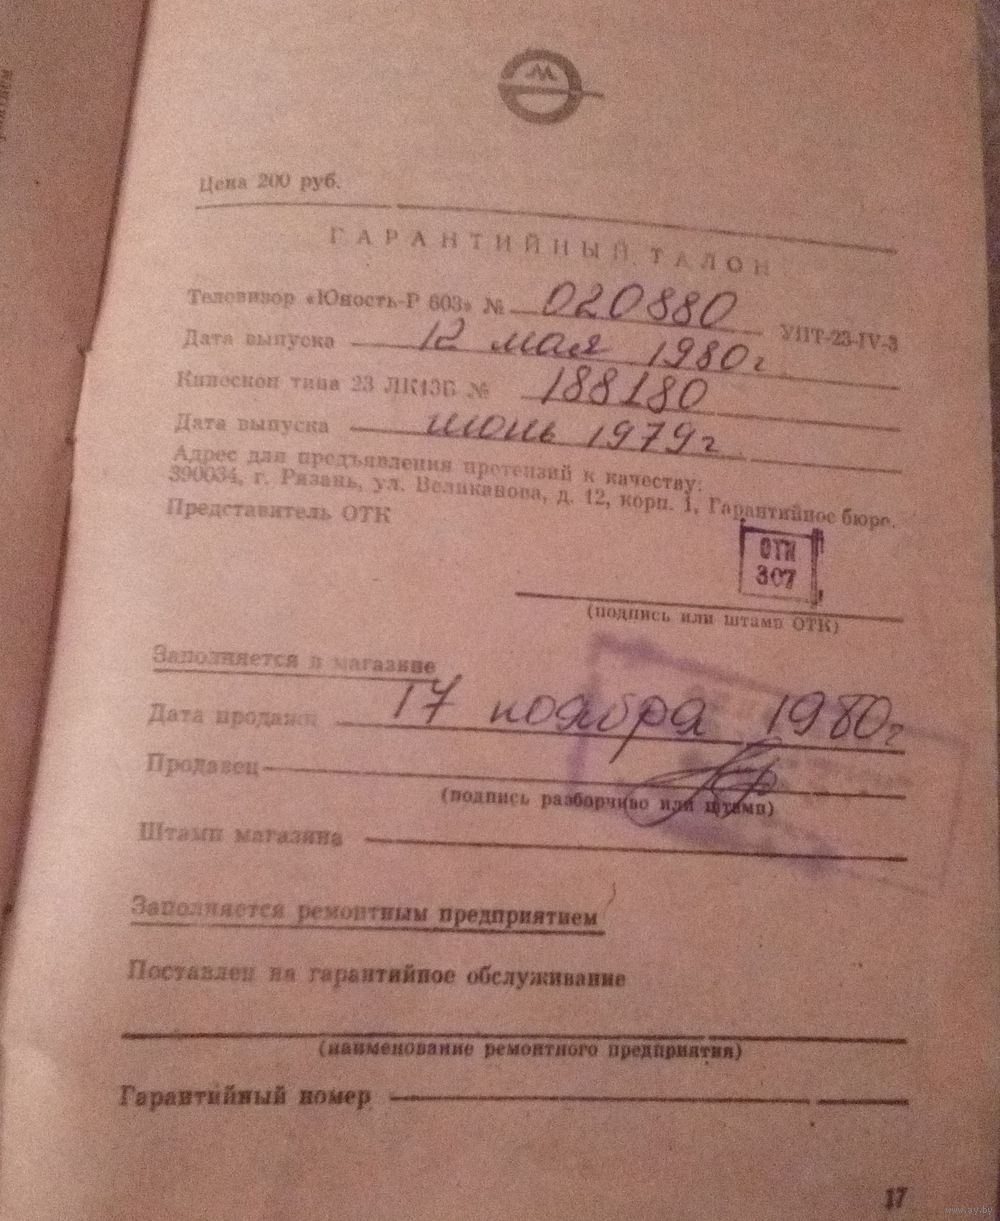 М
Цена 200 руб.
ГАРАНТИЙНЫЙ ТАЛОН
Телевизор «Юность-Р 603» № 020880 УПТ-23-IV-3
Дата выпуска 12 мая 1980г
Кинескоп типа 23 ЛК13Б № 188180
Дата выпуска июнь 1979г
Адрес для предъявления претензий к качеству:
390034, г. Рязань, ул. Великанова, д. 12, корп. 1, Гарантийное бюро.
Представитель ОТК
ОТК
307
(подпись или штамп ОТК)
Заполняется в магазине
Дата продажи 17 ноября 1980г
Продавец
(подпись разборчиво или штамп)
Штамп магазина
Заполняется ремонтным предприятием
Поставлен на гарантийное обслуживание
(наименование ремонтного предприятия)
Гарантийный номер
17
www.ay.by